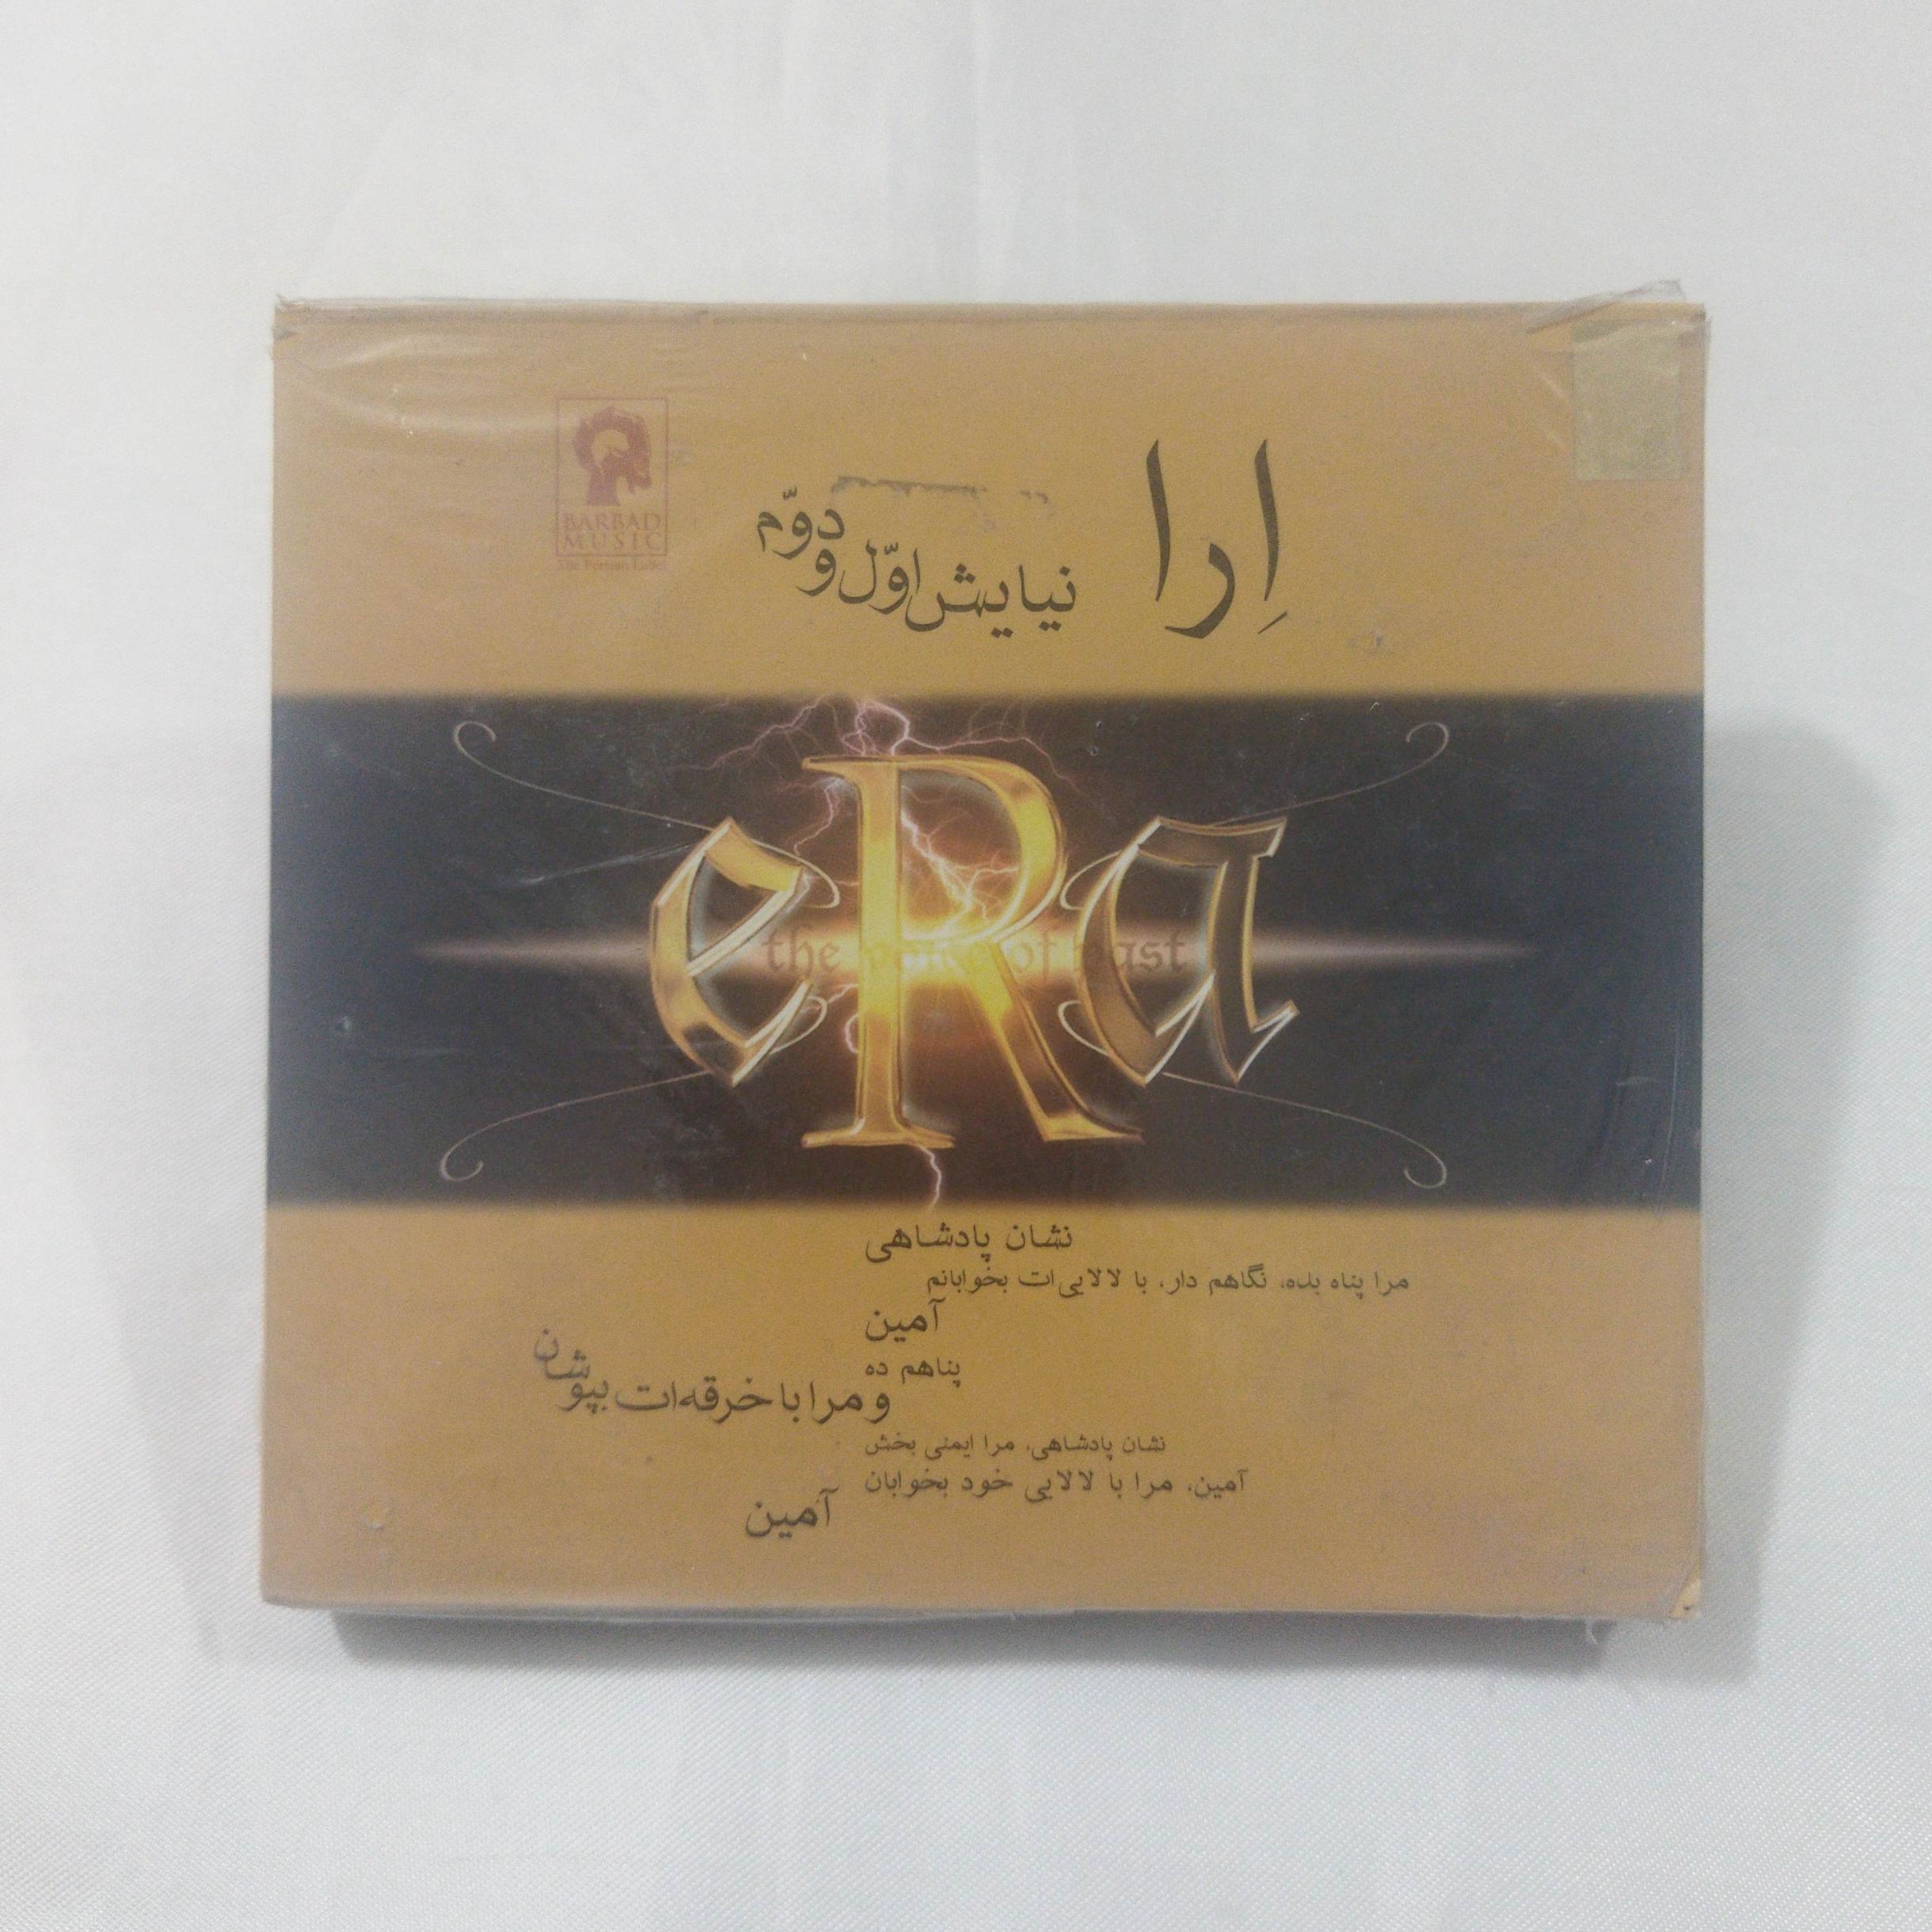 BARBAD
MUSIC
اِرا
نیایش اوّل و دوّم
eRa
the of
نشان پادشاهی
مرا پناه بده، نگاهم دار، با لالایی‌ات بخوابانم
آمین
پناهم ده
و مرا با خرقه‌ات بپوشان
نشان پادشاهی، مرا ایمنی بخش
آمین، مرا با لالایی خود بخوابان
آمین